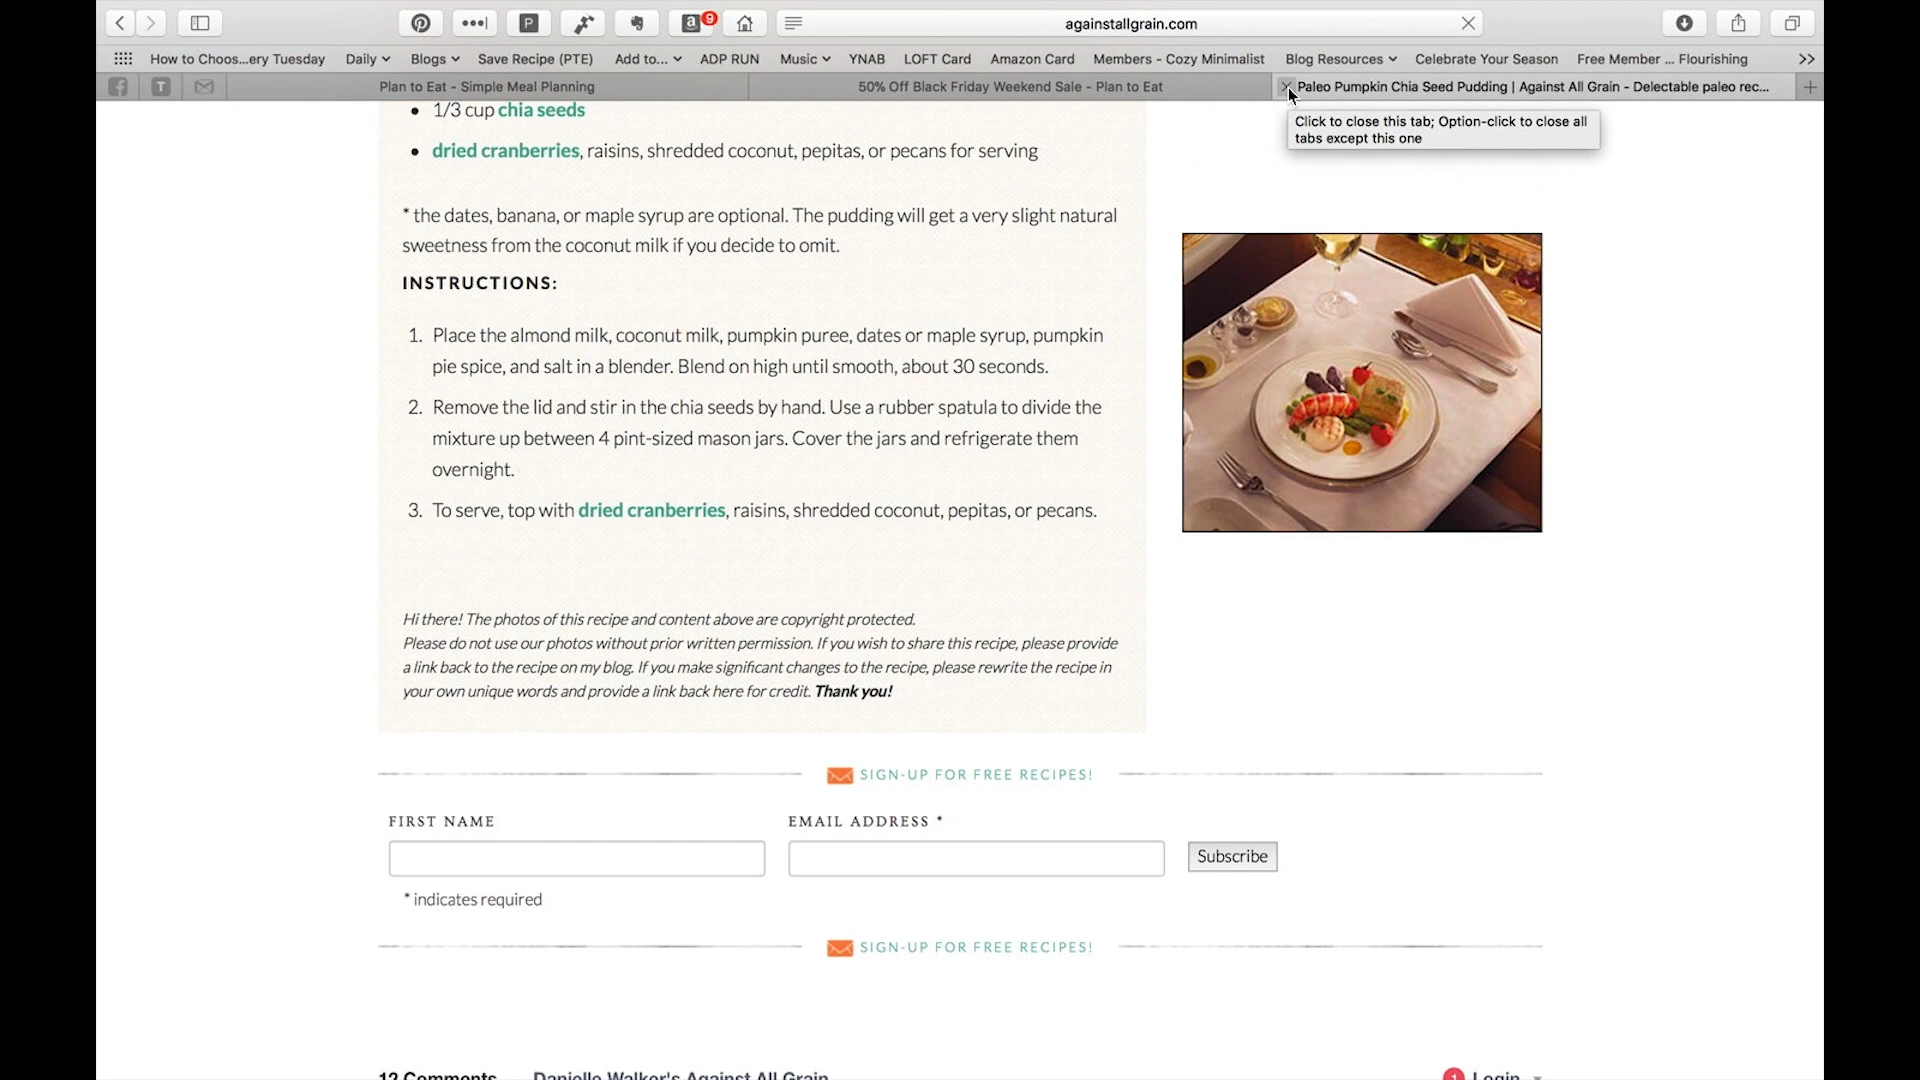 P
a
9
againstallgrain.com
How to Choos...ery Tuesday Daily Blogs Save Recipe (PTE) Add to... ADP RUN Music YNAB LOFT Card Amazon Card Members - Cozy Minimalist Blog Resources Celebrate Your Season Free Member ... Flourishing
T
Plan to Eat - Simple Meal Planning
50% Off Black Friday Weekend Sale - Plan to Eat
Paleo Pumpkin Chia Seed Pudding | Against All Grain - Delectable paleo rec...
Click to close this tab; Option-click to close all
tabs except this one
• 1/3 cup chia seeds
• dried cranberries, raisins, shredded coconut, pepitas, or pecans for serving
* the dates, banana, or maple syrup are optional. The pudding will get a very slight natural
sweetness from the coconut milk if you decide to omit.
INSTRUCTIONS:
1. Place the almond milk, coconut milk, pumpkin puree, dates or maple syrup, pumpkin
pie spice, and salt in a blender. Blend on high until smooth, about 30 seconds.
2. Remove the lid and stir in the chia seeds by hand. Use a rubber spatula to divide the
mixture up between 4 pint-sized mason jars. Cover the jars and refrigerate them
overnight.
3. To serve, top with dried cranberries, raisins, shredded coconut, pepitas, or pecans.
Hi there! The photos of this recipe and content above are copyright protected.
Please do not use our photos without prior written permission. If you wish to share this recipe, please provide
a link back to the recipe on my blog. If you make significant changes to the recipe, please rewrite the recipe in
your own unique words and provide a link back here for credit. Thank you!
SIGN-UP FOR FREE RECIPES!
FIRST NAME
EMAIL ADDRESS *
Subscribe
* indicates required
SIGN-UP FOR FREE RECIPES!
12 Comments
Danielle Walker's Against All Grain
1 Login